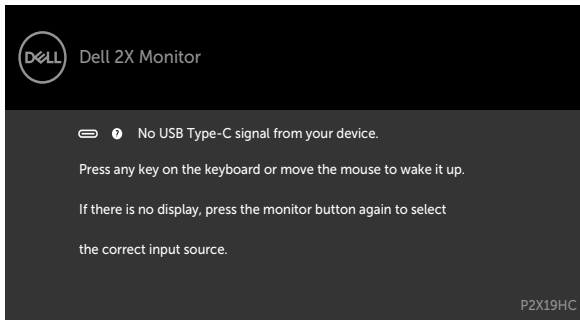 DELL
Dell 2X Monitor
No USB Type-C signal from your device.
Press any key on the keyboard or move the mouse to wake it up.
If there is no display, press the monitor button again to select
the correct input source.
P2X19HC